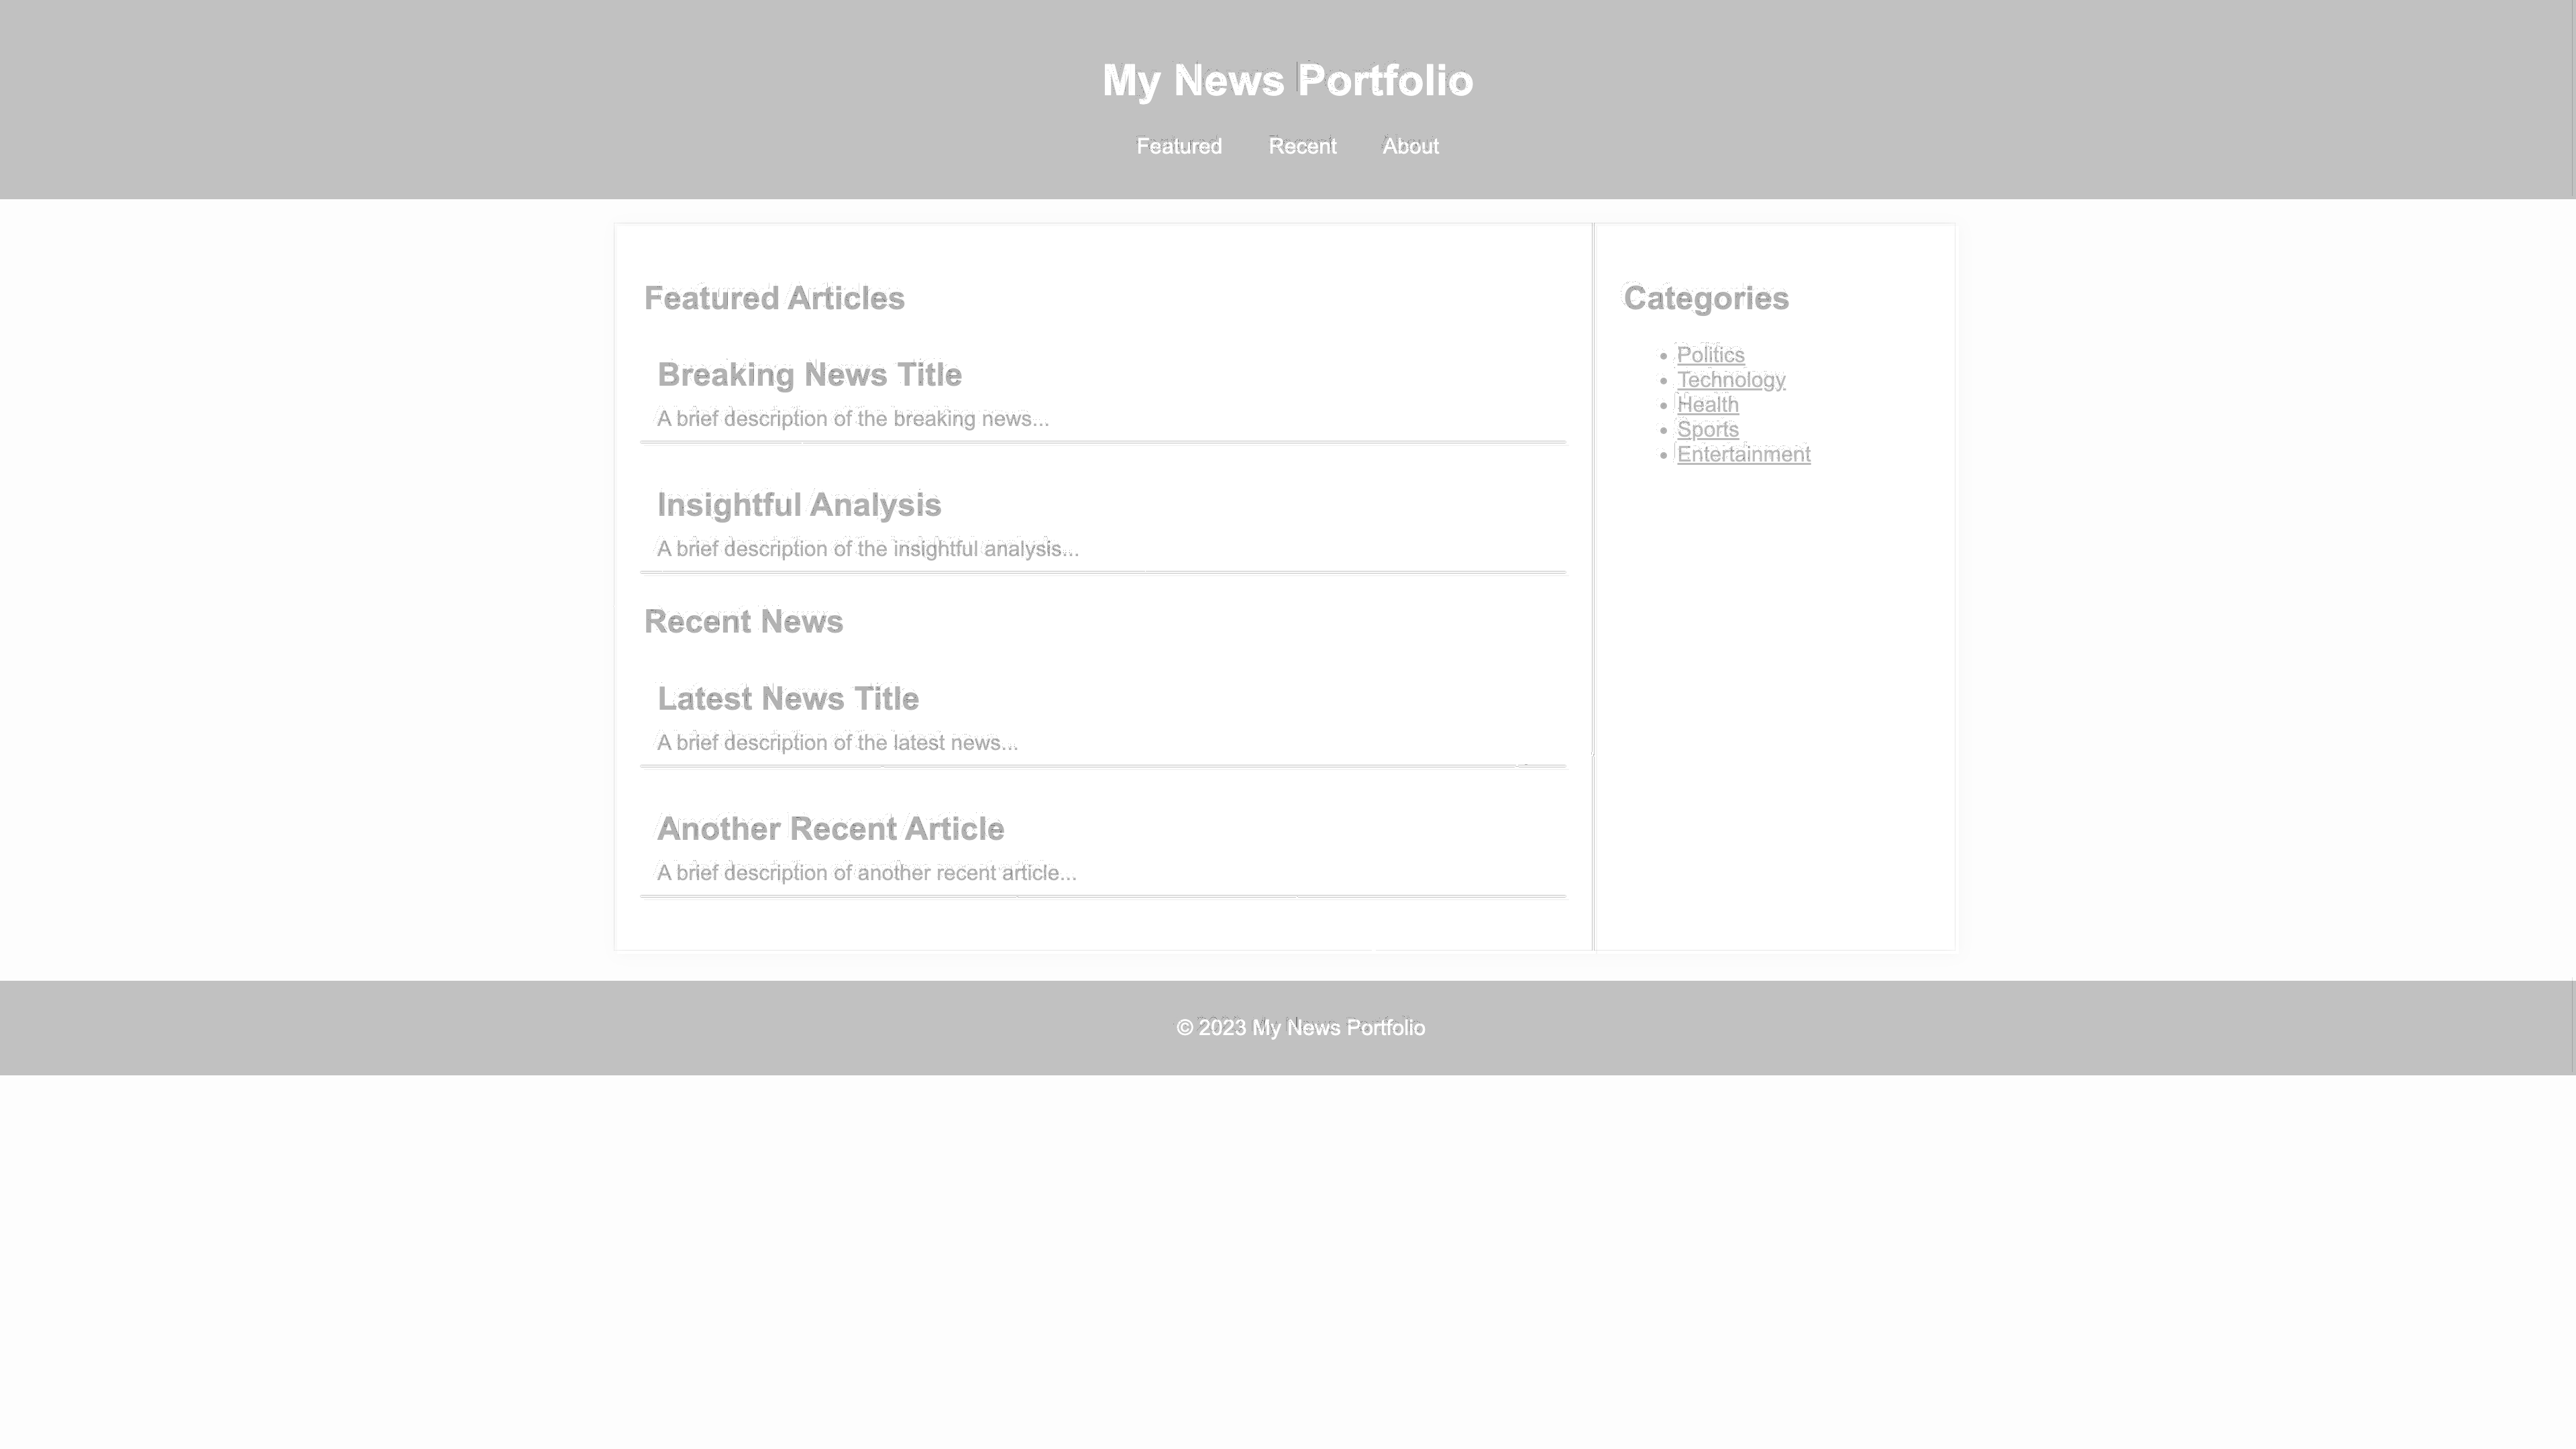 My News Portfolio
Featured Recent About
Featured Articles
Breaking News Title
A brief description of the breaking news...
Insightful Analysis
A brief description of the insightful analysis...
Recent News
Latest News Title
A brief description of the latest news...
Another Recent Article
A brief description of another recent article...
Categories
Politics
Technology
Health
Sports
Entertainment
© 2023 My News Portfolio